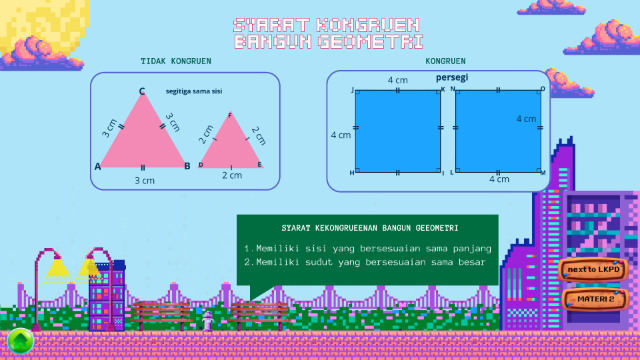 SYARAT KONGRUEN
BANGUN GEOMETRI
TIDAK KONGRUEN
KONGRUEN
segitiga sama sisi
C
3 cm
3 cm
A
B
3 cm
F
2 cm
2 cm
D
E
2 cm
persegi
4 cm
J
K
N
O
4 cm
4 cm
H
I
L
M
4 cm
SYARAT KEKONGRUEENAN BANGUN GEEOMETRI
1. Memiliki sisi yang bersesuaian sama panjang
2. Memiliki sudut yang bersesuaian sama besar
next to LKPD
MATERI 2